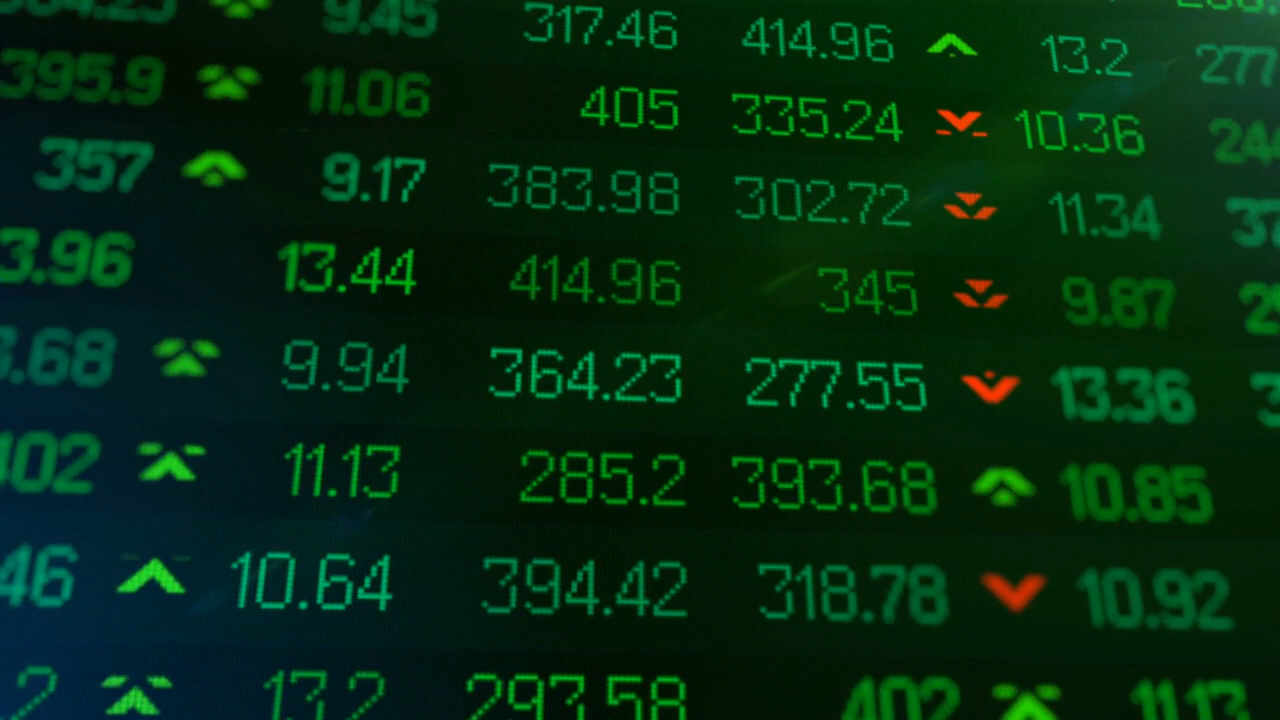 9.45 317.46 414.96 13.2 277
395.9 11.06 405 335.24 10.36
357 9.17 383.98 302.72 11.34 37
3.96 13.44 414.96 345 9.87
.68 9.94 364.23 277.55 13.36
402 11.13 285.2 393.68 10.85
46 10.64 394.42 318.78 10.92
2 13.2 293.58 402 11.13